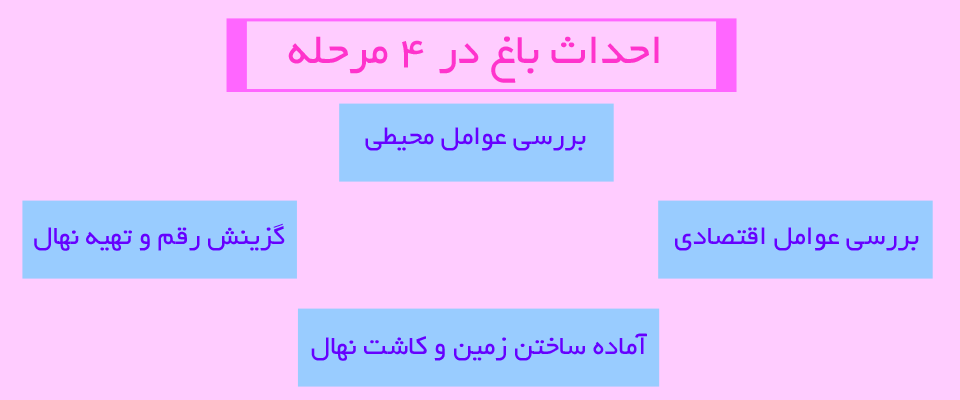 احداث باغ در ۴ مرحله
بررسی عوامل محیطی
بررسی عوامل اقتصادی
گزینش رقم و تهیه نهال
آماده ساختن زمین و کاشت نهال